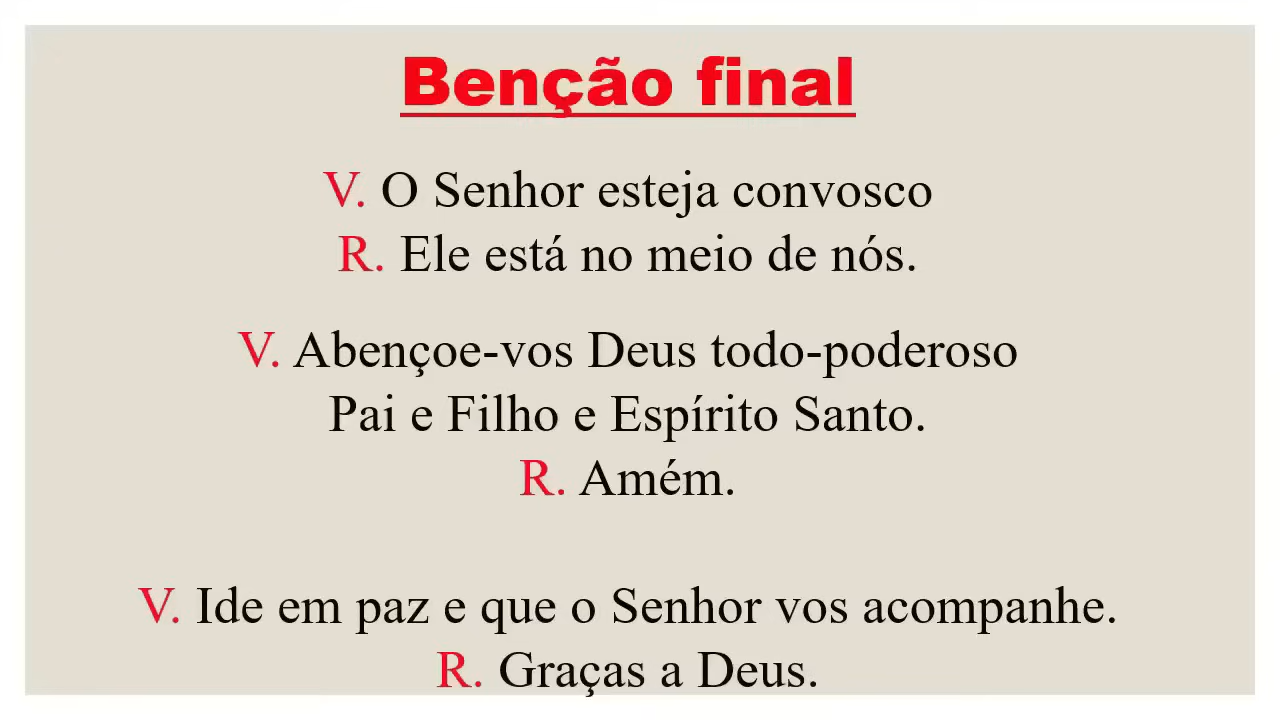 Benção final
V. O Senhor esteja convosco
R. Ele está no meio de nós.
V. Abençoe-vos Deus todo-poderoso
Pai e Filho e Espírito Santo.
R. Amém.
V. Ide em paz e que o Senhor vos acompanhe.
R. Graças a Deus.